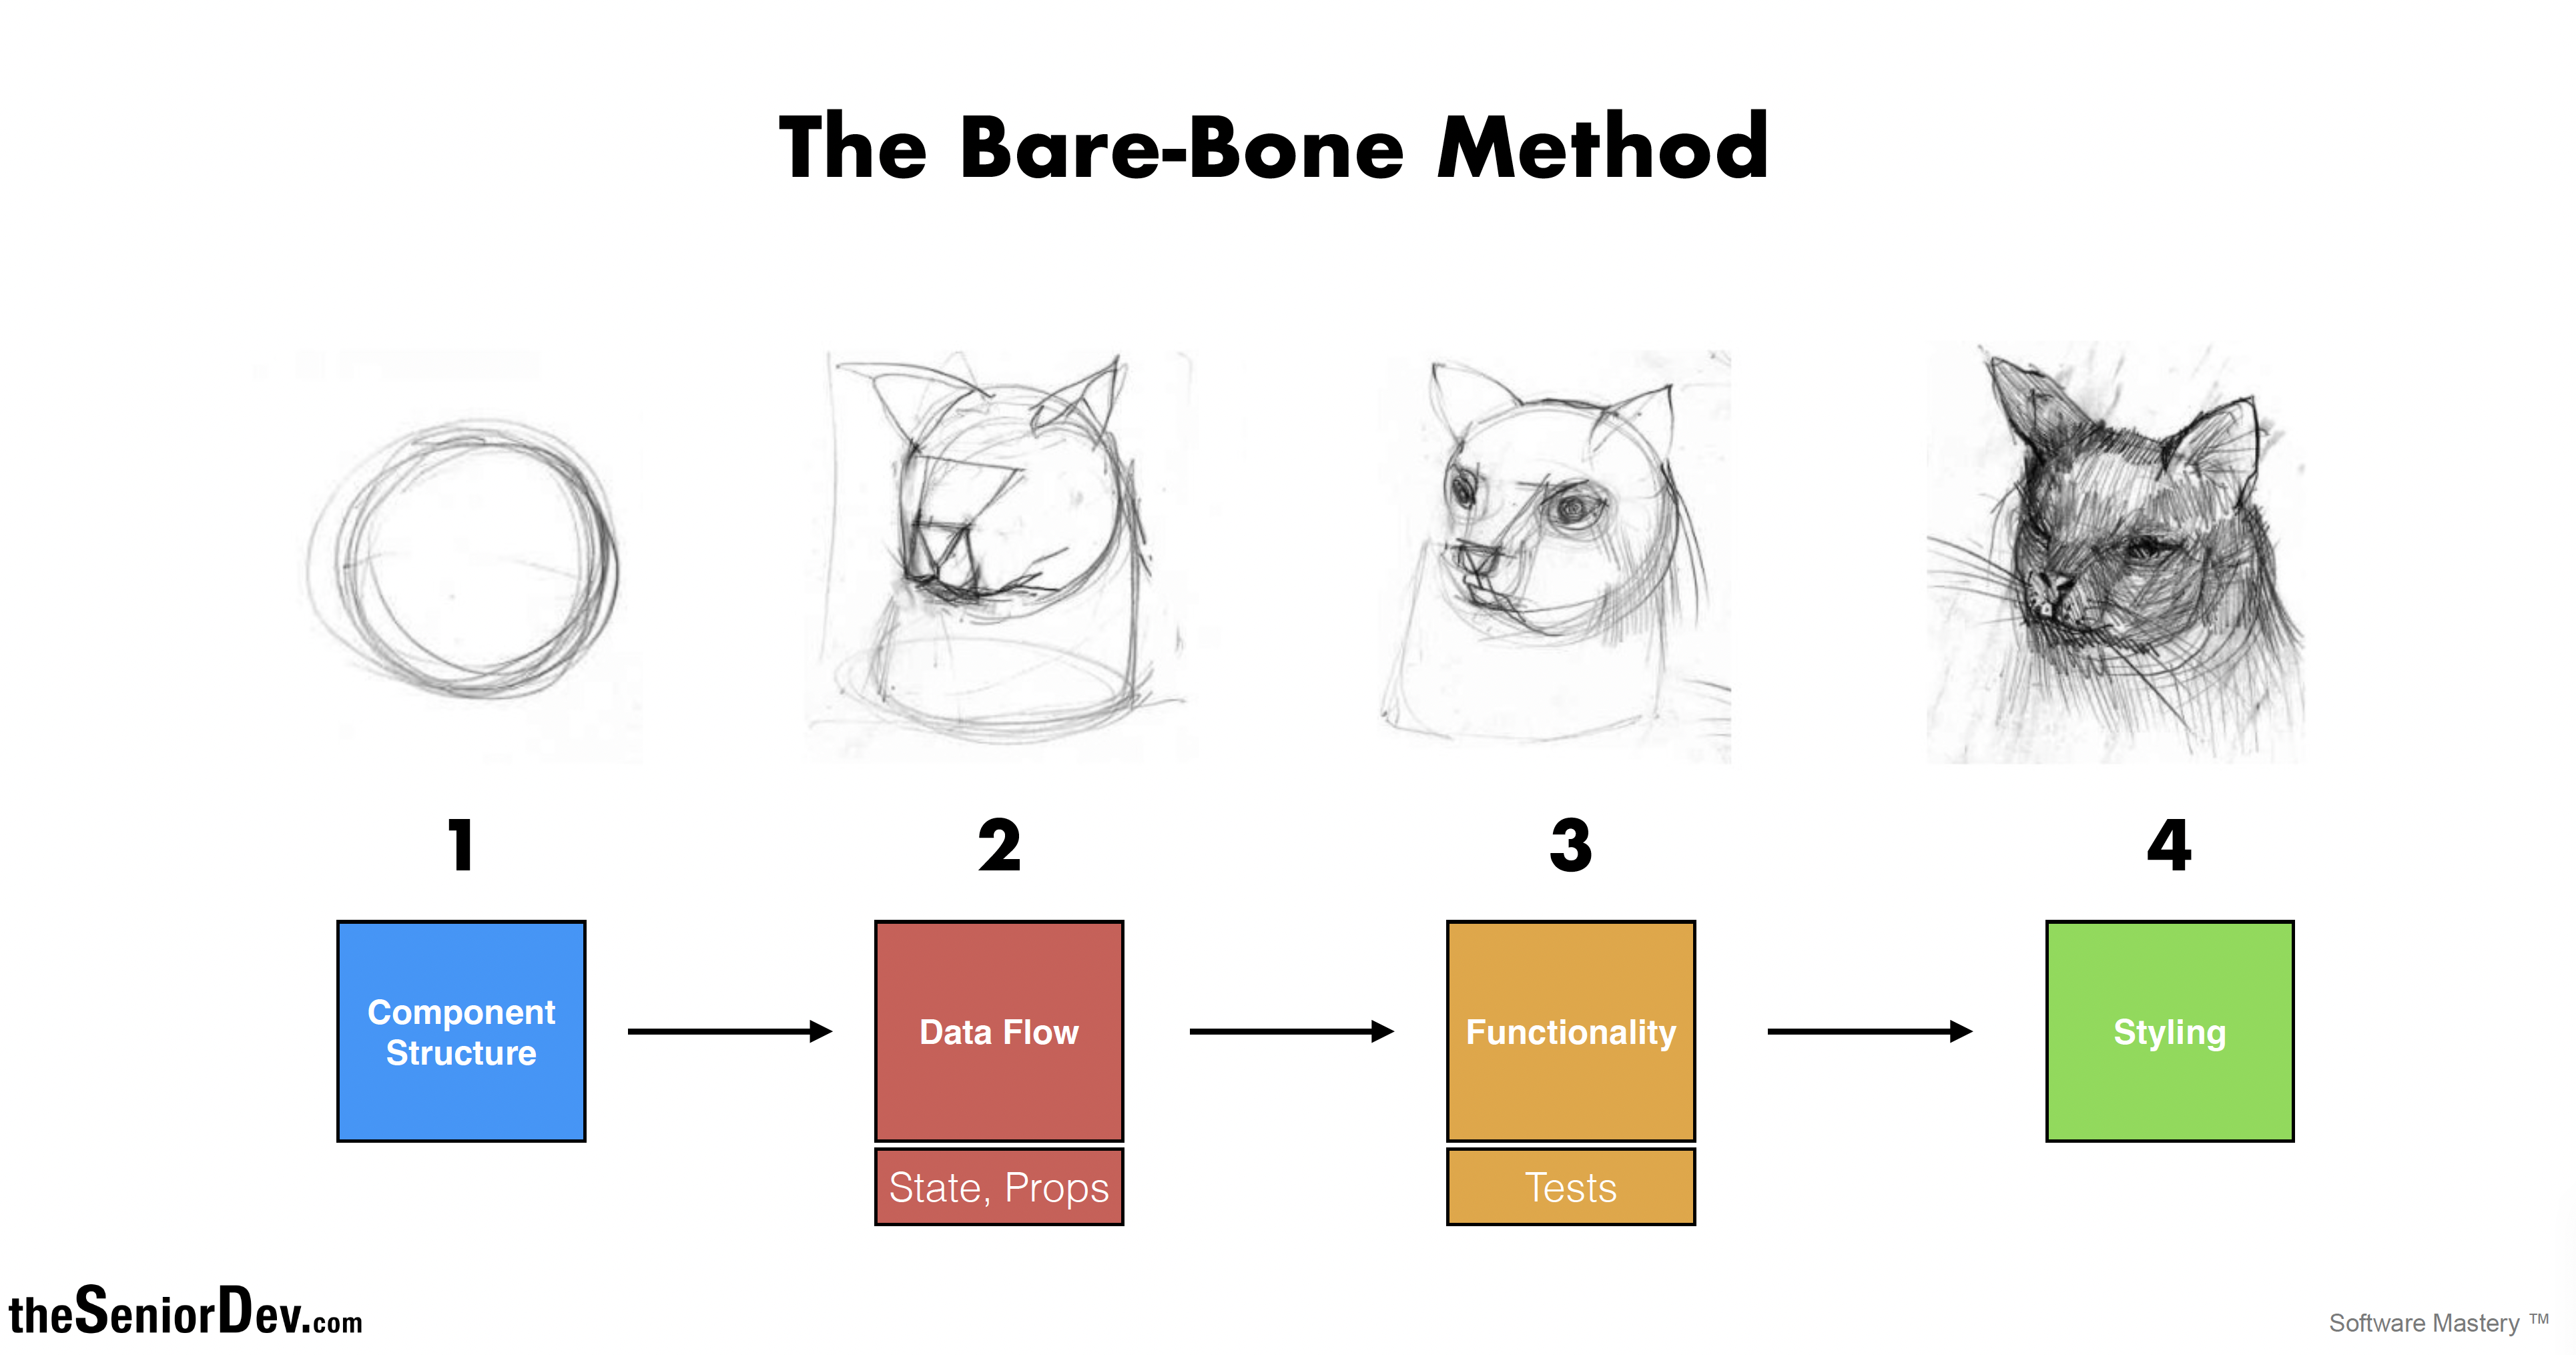 The Bare-Bone Method
1
2
3
4
Component
Structure
Data Flow
Functionality
Styling
State, Props
Tests
theSeniorDev.com
Software Mastery ™